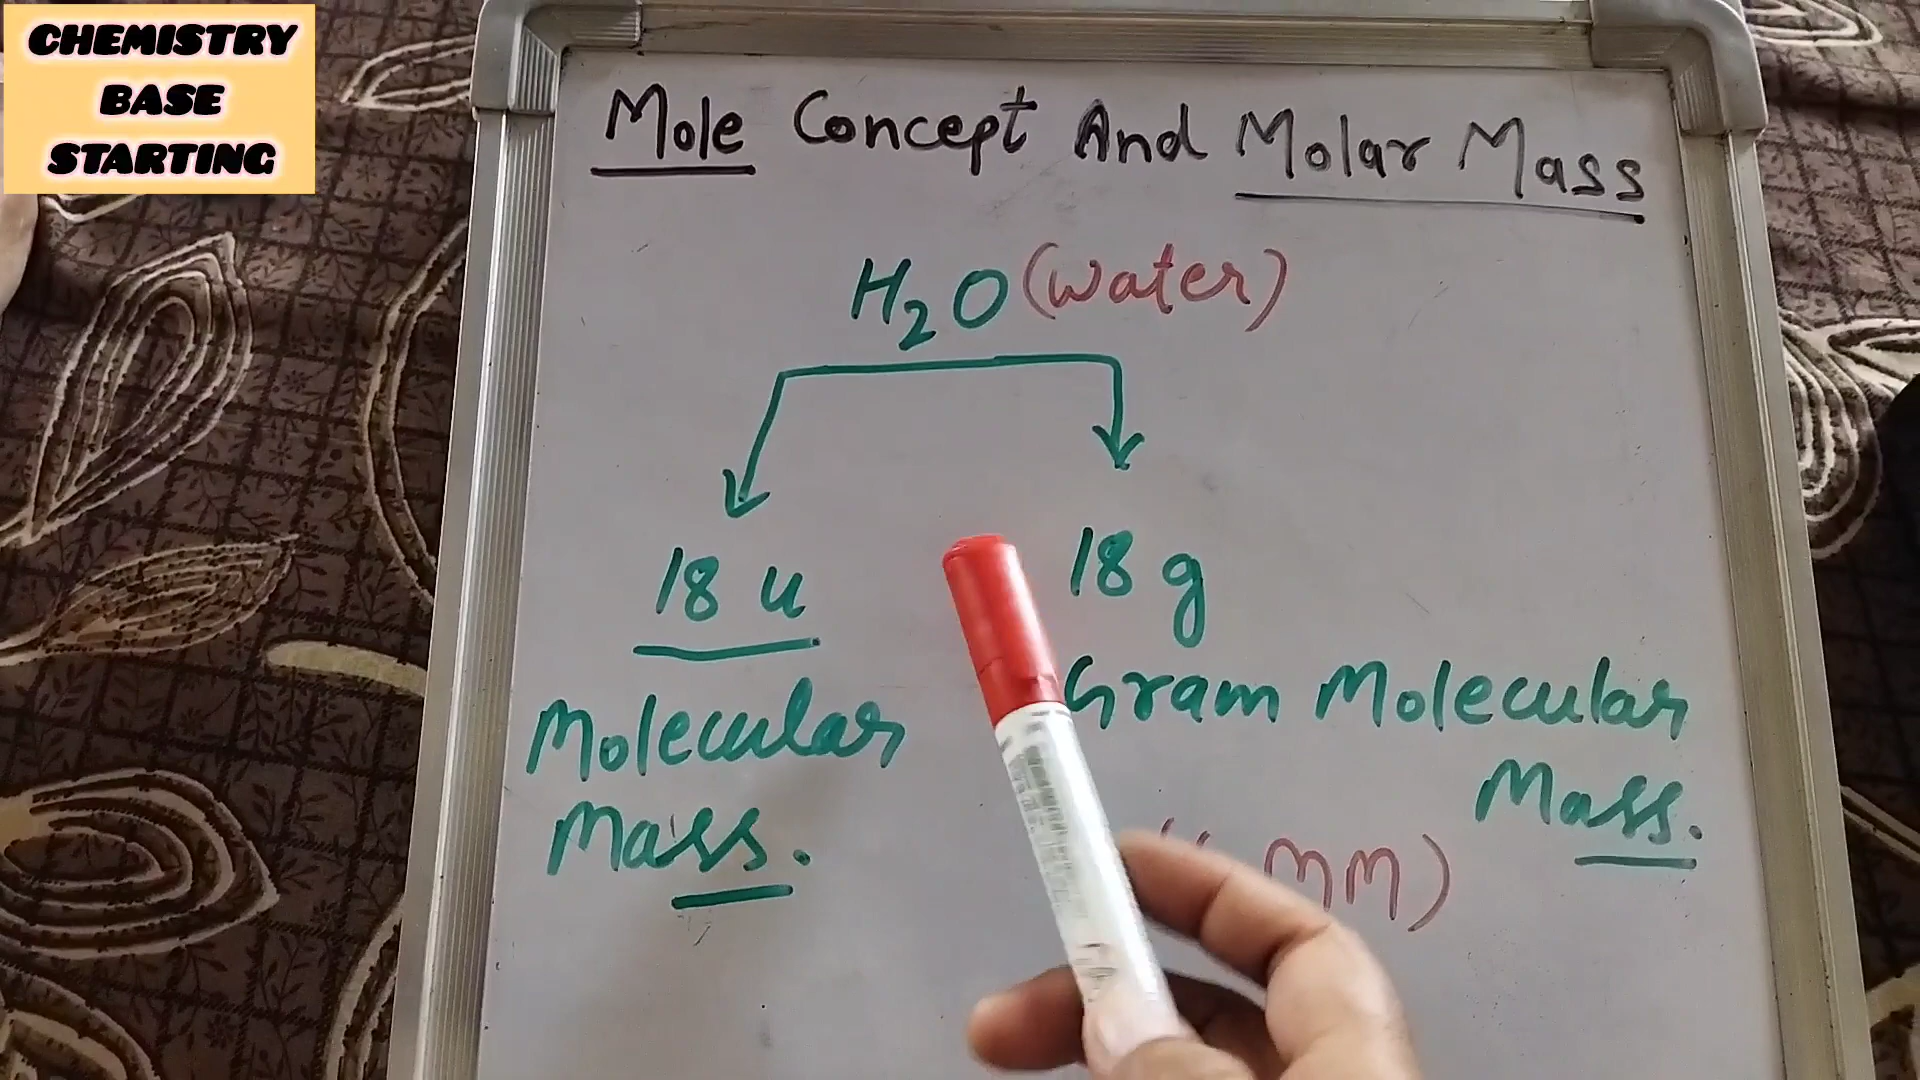 CHEMISTRY
BASE
STARTING
Mole Concept And Molar Mass
H₂O (water)
18 u
18 g
Molecular
Mass.
Gram Molecular
Mass.
MM)